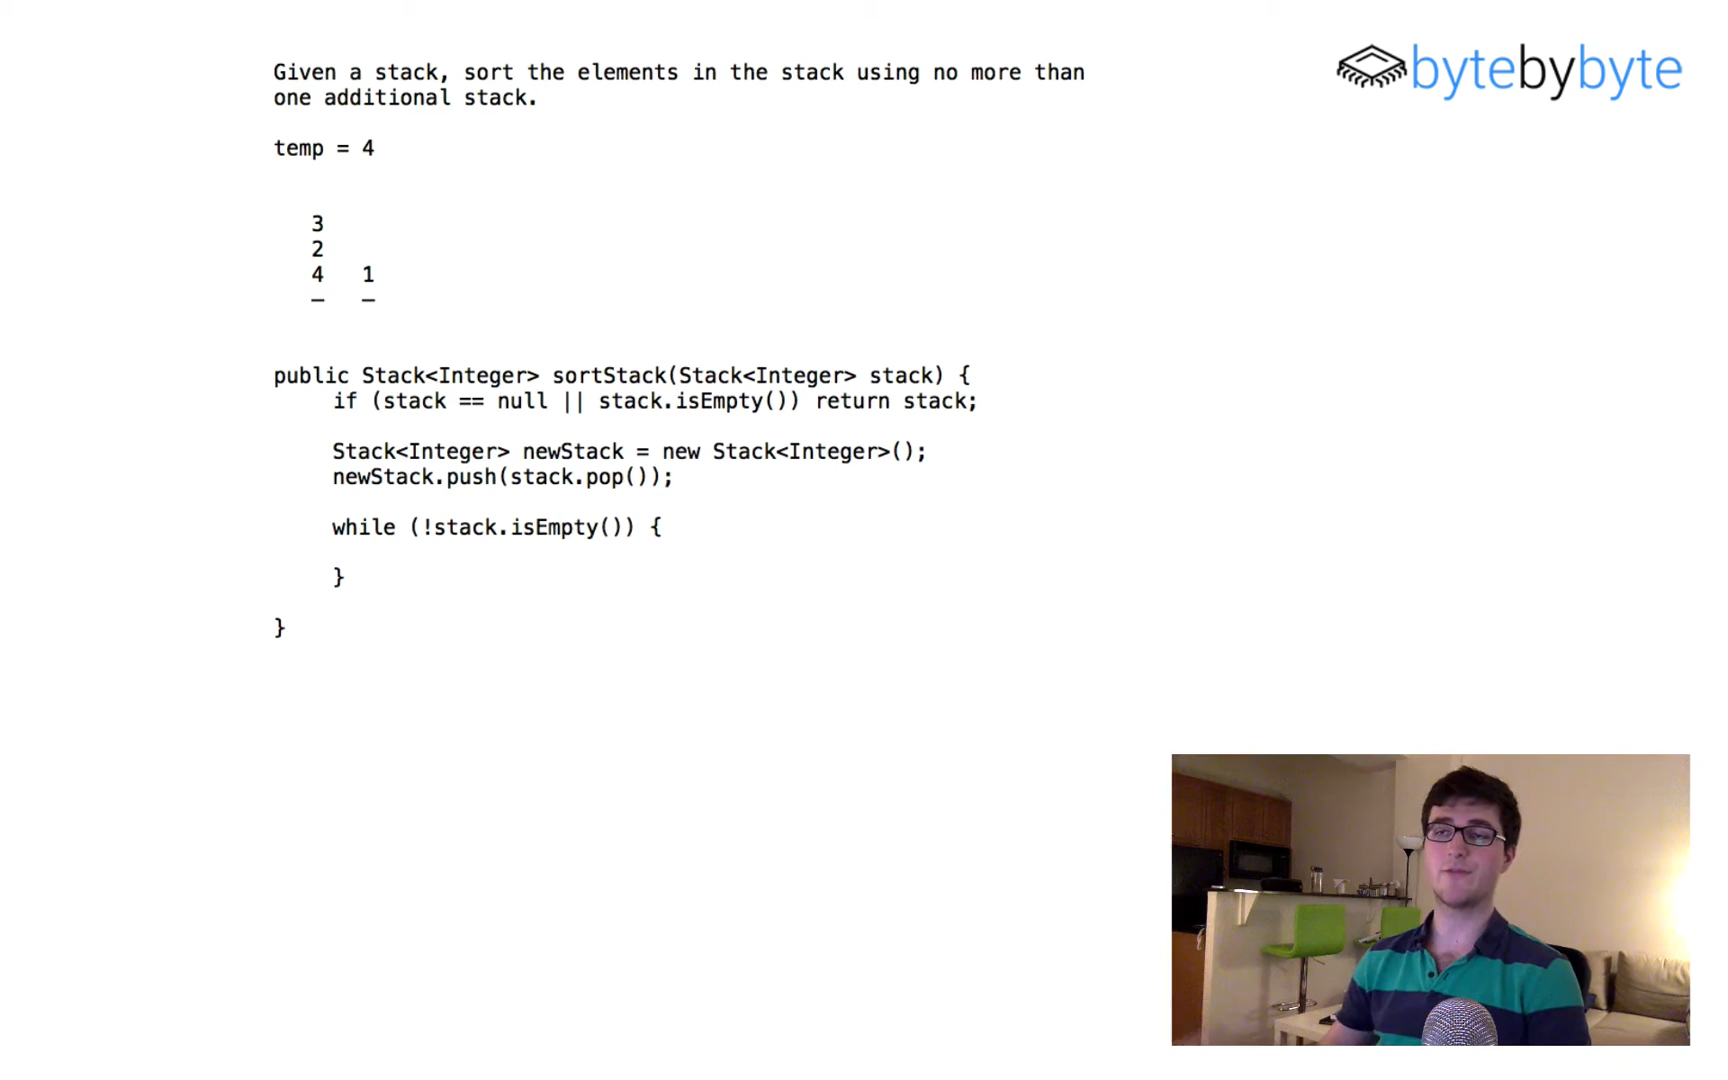 bytebybyte
Given a stack, sort the elements in the stack using no more than
one additional stack.
temp = 4
3
2
4 1
– –
public Stack<Integer> sortStack(Stack<Integer> stack) {
if (stack == null || stack.isEmpty()) return stack;
Stack<Integer> newStack = new Stack<Integer>();
newStack.push(stack.pop());
while (!stack.isEmpty()) {
}
}